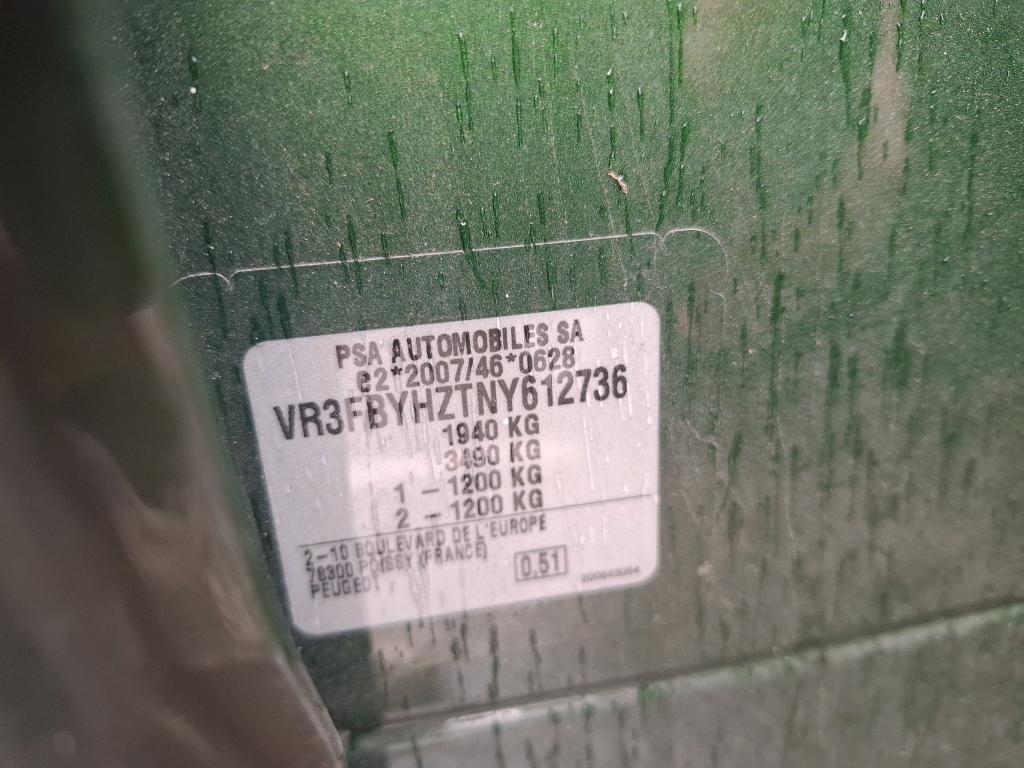 PSA AUTOMOBILES SA
e2*2007/46*0628
VR3FBYHZTNY612736
1940 KG
3490 KG
1 - 1200 KG
2 - 1200 KG
2-10 BOULEVARD DE L'EUROPE
78300 POISSY (FRANCE)
PEUGEOT
0,51